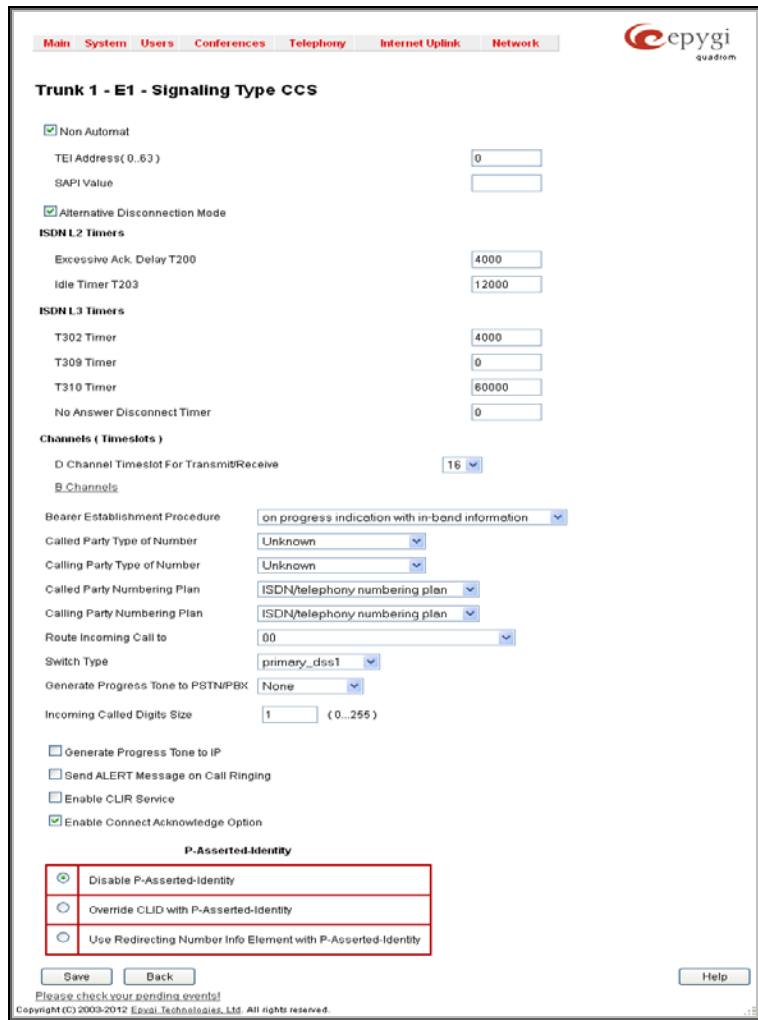 Main System Users Conferences Telephony Internet Uplink Network
epygi
quadrom
Trunk 1 - E1 - Signaling Type CCS
Non Automat
TEI Address( 0..63 ) 0
SAPI Value
Alternative Disconnection Mode
ISDN L2 Timers
Excessive Ack. Delay T200 4000
Idle Timer T203 12000
ISDN L3 Timers
T302 Timer 4000
T309 Timer 0
T310 Timer 60000
No Answer Disconnect Timer 0
Channels ( Timeslots )
D Channel Timeslot For Transmit/Receive 16
B Channels
Bearer Establishment Procedure on progress indication with in-band information
Called Party Type of Number Unknown
Calling Party Type of Number Unknown
Called Party Numbering Plan ISDN/telephony numbering plan
Calling Party Numbering Plan ISDN/telephony numbering plan
Route Incoming Call to 00
Switch Type primary_dss1
Generate Progress Tone to PSTN/PBX None
Incoming Called Digits Size 1 ( 0...255 )
Generate Progress Tone to IP
Send ALERT Message on Call Ringing
Enable CLIR Service
Enable Connect Acknowledge Option
P-Asserted-Identity
Disable P-Asserted-Identity
Override CLID with P-Asserted-Identity
Use Redirecting Number Info Element with P-Asserted-Identity
Save Back Help
Please check your pending events!
Copyright (C) 2003-2012 Epygi Technologies, Ltd. All rights reserved.